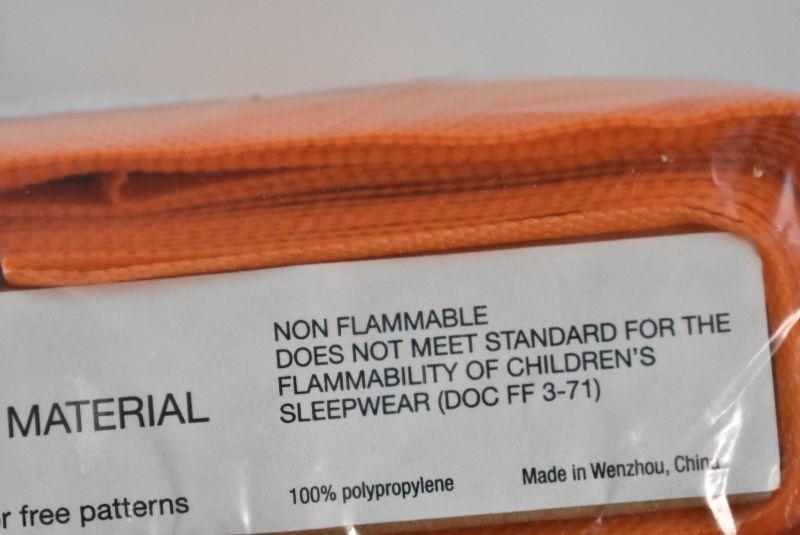 NON FLAMMABLE
DOES NOT MEET STANDARD FOR THE
FLAMMABILITY OF CHILDREN'S
SLEEPWEAR (DOC FF 3-71)
MATERIAL
free patterns
100% polypropylene
Made in Wenzhou, China